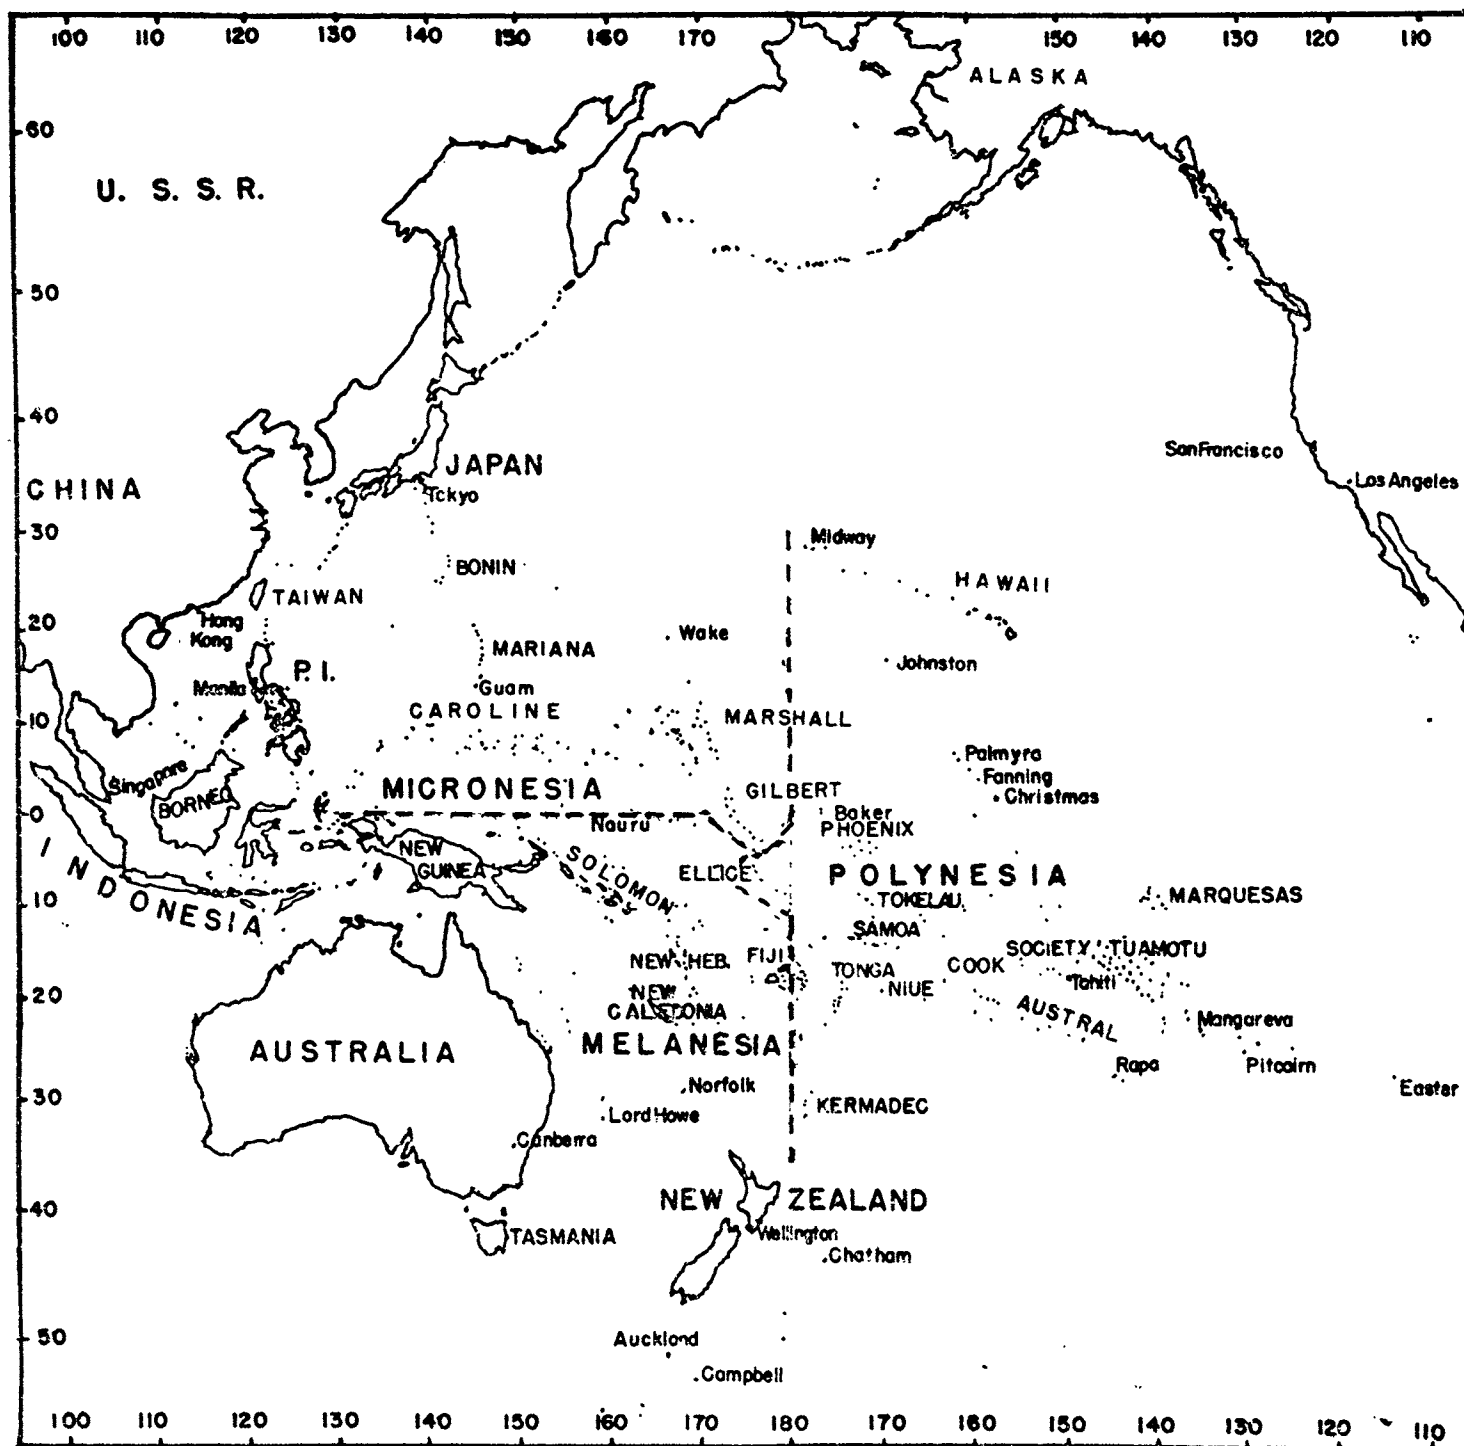 100 110 120 130 140 150 160 170 150 140 130 120 110
ALASKA
60
U. S. S. R.
50
40
SanFrancisco
JAPAN
Los Angeles
CHINA
Tckyo
30
Midway
BONIN
HAWAII
TAIWAN
Hong
Kong
20
Wake
MARIANA
Johnston
P.I.
Manila
Guam
CAROLINE
10
MARSHALL
Palmyra
Singapore
Fanning
MICRONESIA
GILBERT
Christmas
BORNEO
0
Baker
Nauru
PHOENIX
NEW
GUINEA
INDONESIA
SOLOMON
ELLICE
POLYNESIA
10
TOKELAU
MARQUESAS
SAMOA
SOCIETY TUAMOTU
NEW HEB.
FIJI
TONGA
COOK
Tahiti
NIUE
20
NEW
CALEDONIA
AUSTRAL
Mangareva
AUSTRALIA
MELANESIA
Rapa
Pitcairn
Norfolk
Easter
30
KERMADEC
Lord Howe
Canberra
NEW ZEALAND
40
TASMANIA
Wellington
Chatham
50
Auckland
Campbell
100 110 120 130 140 150 160 170 180 170 160 150 140 130 120 110